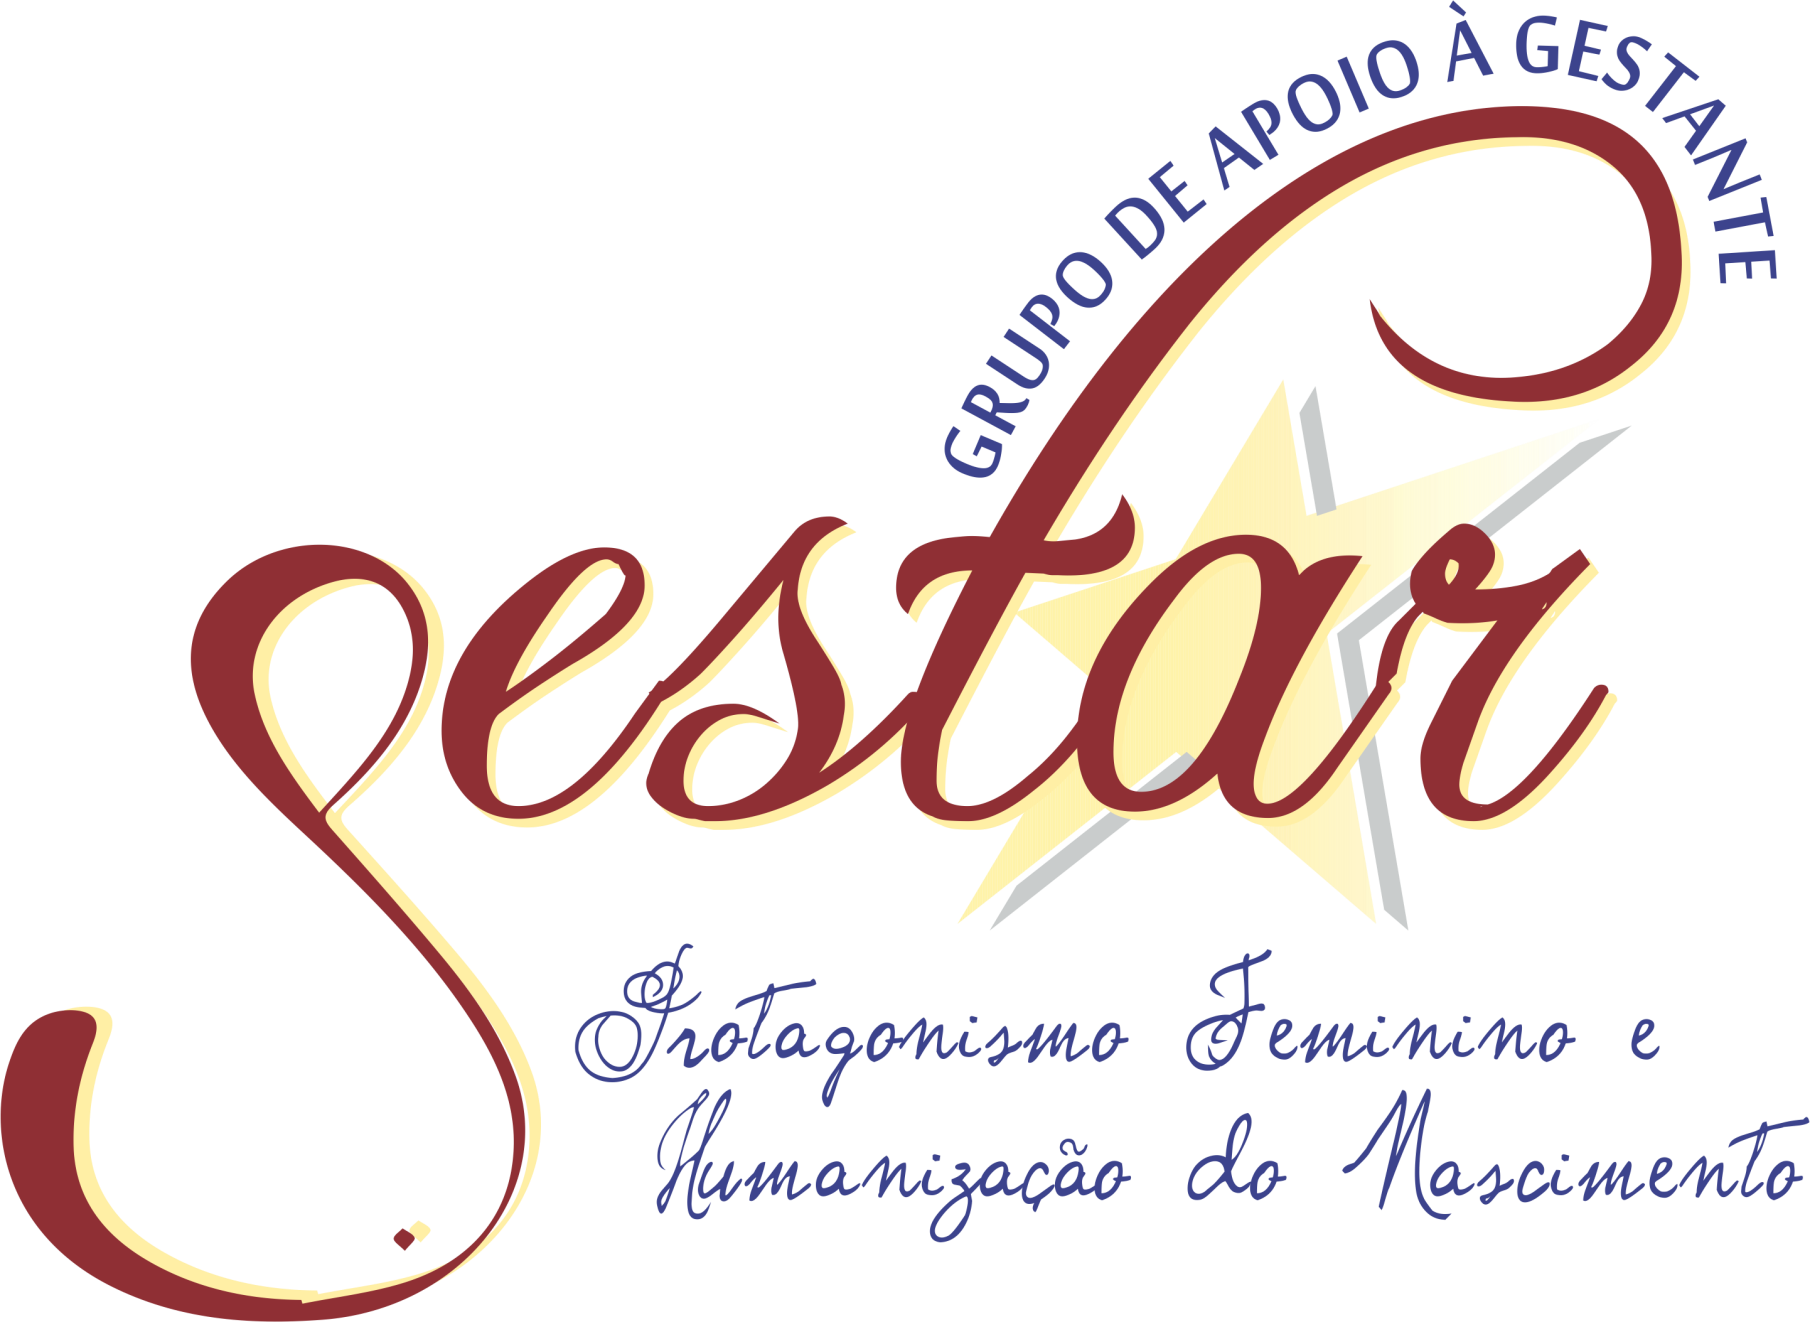 GRUPO DE APOIO À GESTANTE
Gestar
Protagonismo Feminino e
Humanização do Nascimento